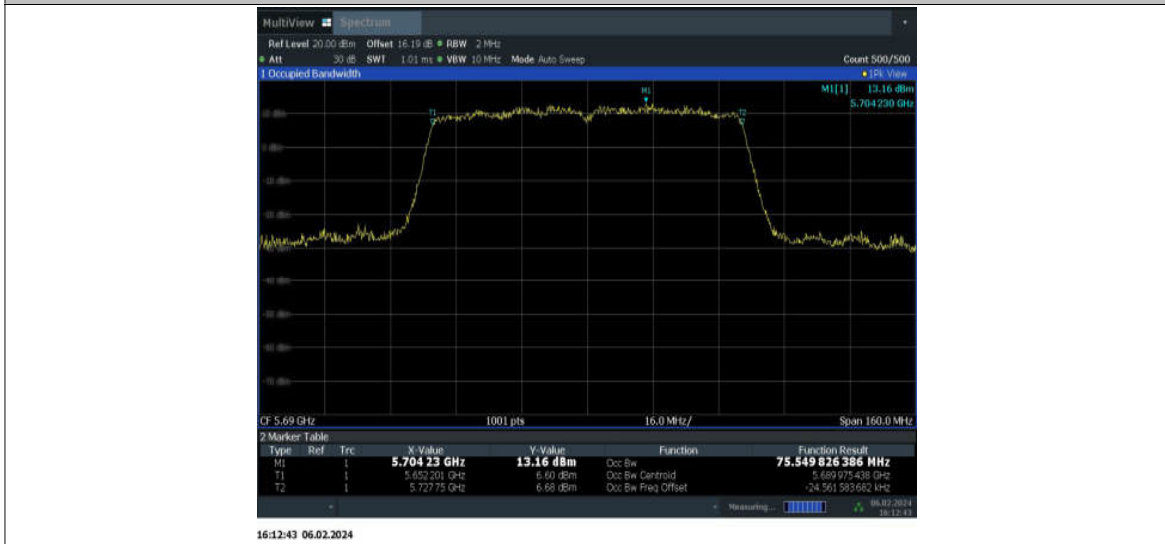 MultiView Spectrum
Ref Level 20.00 dBm Offset 16.19 dB RBW 2 MHz
Att 30 dB SWT 1.01 ms VBW 10 MHz Mode Auto Sweep Count 500/500
1 Occupied Bandwidth 1Pk View
M1[1] 13.16 dBm
5.704230 GHz
M1
T1
T2
CF 5.69 GHz 1001 pts 16.0 MHz/ Span 160.0 MHz
2 Marker Table
Type Ref Trc X-Value Y-Value Function Function Result
M1 1 5.704 23 GHz 13.16 dBm Occ Bw 75.549 826 386 MHz
T1 1 5.652 201 GHz 6.60 dBm Occ Bw Centroid 5.689 975 438 GHz
T2 1 5.727 75 GHz 6.68 dBm Occ Bw Freq Offset -24.561 583 682 kHz
Measuring... 06.02.2024
16:12:43
16:12:43 06.02.2024